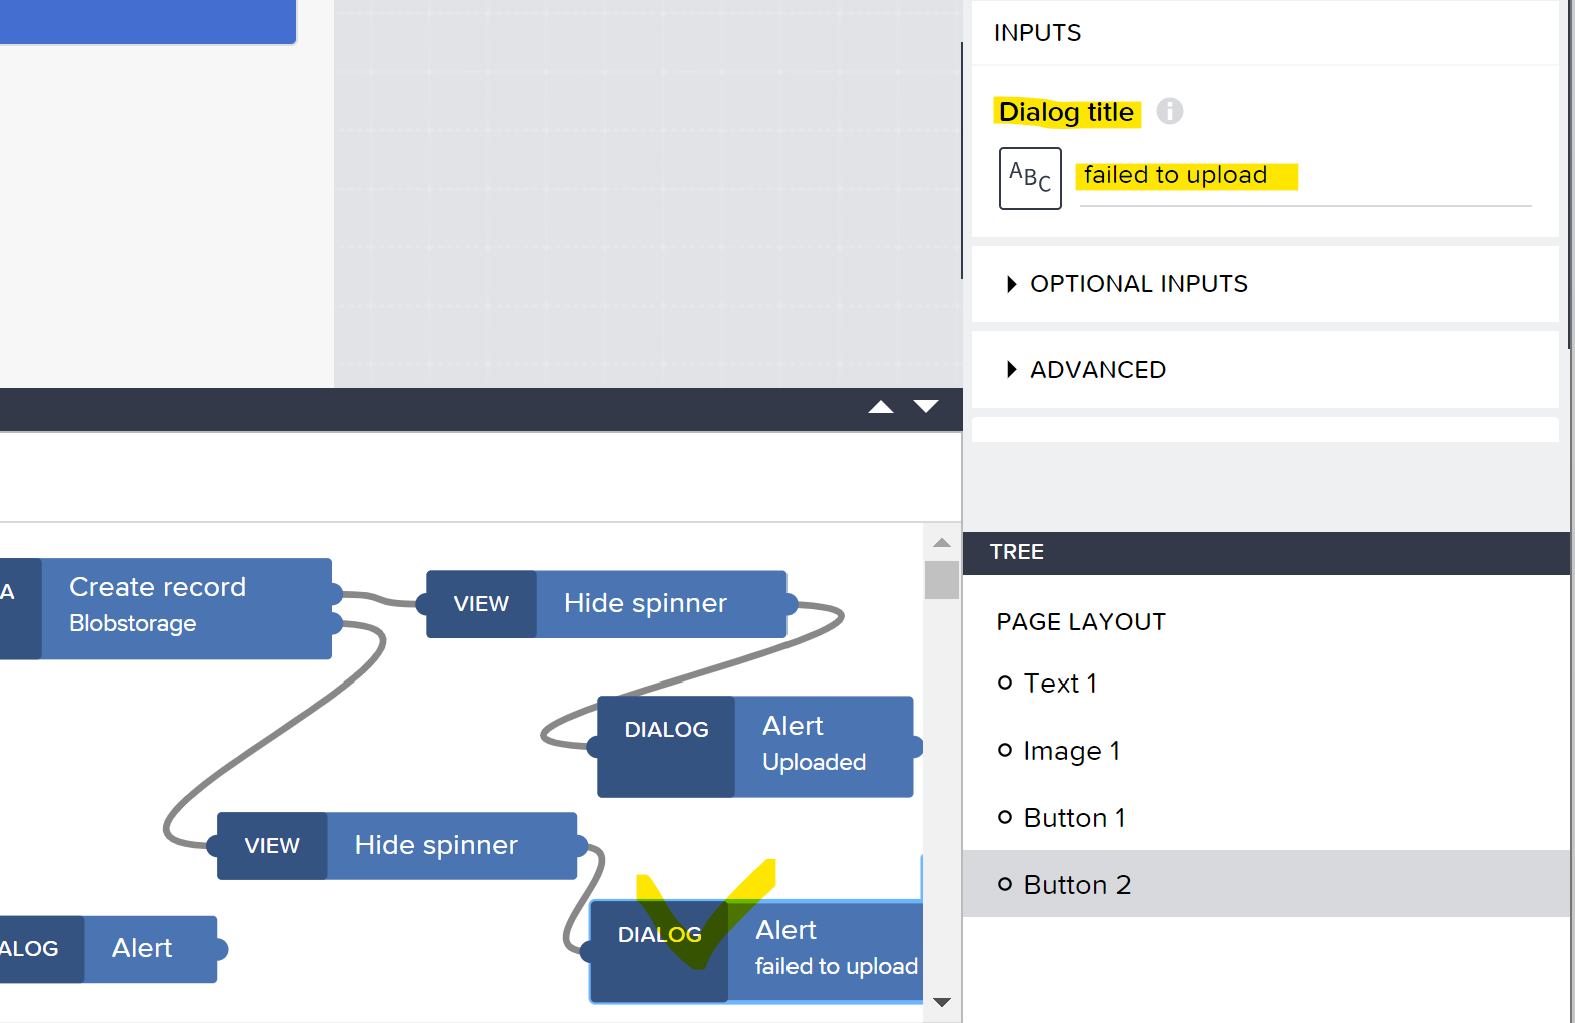 INPUTS
Dialog title
ABC
failed to upload
OPTIONAL INPUTS
ADVANCED
A
Create record
Blobstorage
VIEW
Hide spinner
DIALOG
Alert
Uploaded
VIEW
Hide spinner
DIALOG
Alert
failed to upload
ALOG
Alert
TREE
PAGE LAYOUT
Text 1
Image 1
Button 1
Button 2